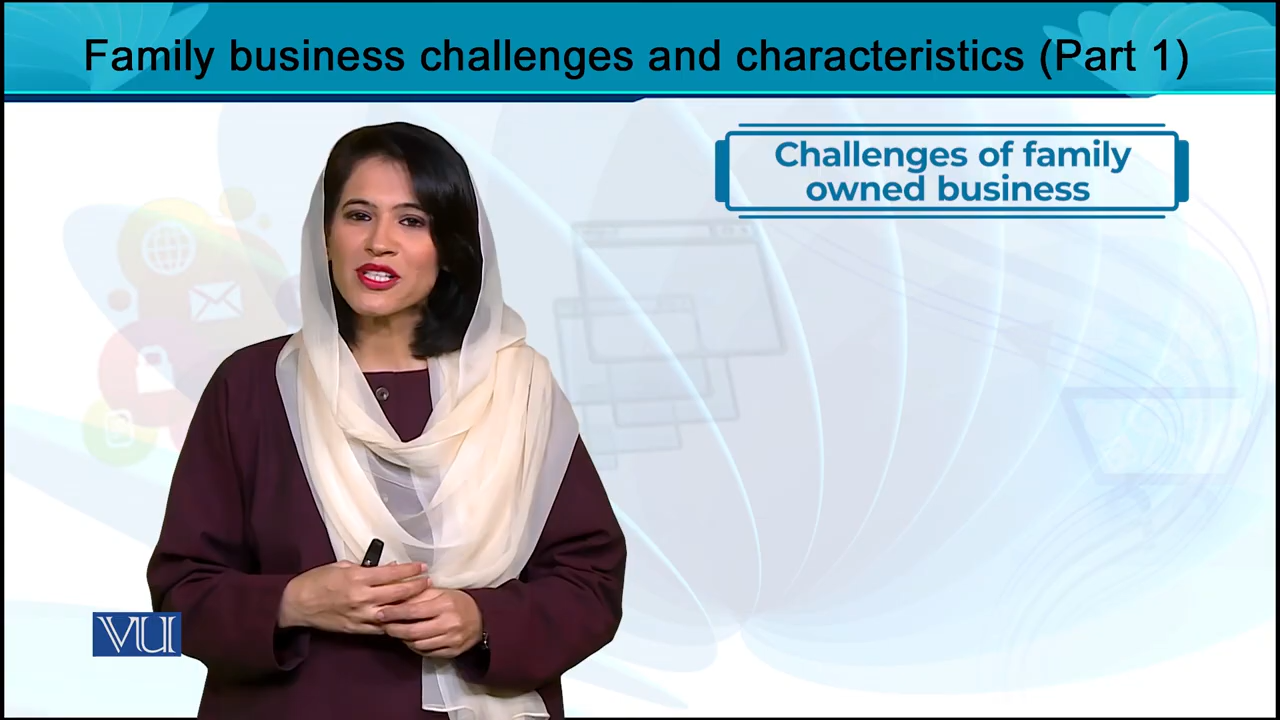 Family business challenges and characteristics (Part 1)
Challenges of family
owned business
VU